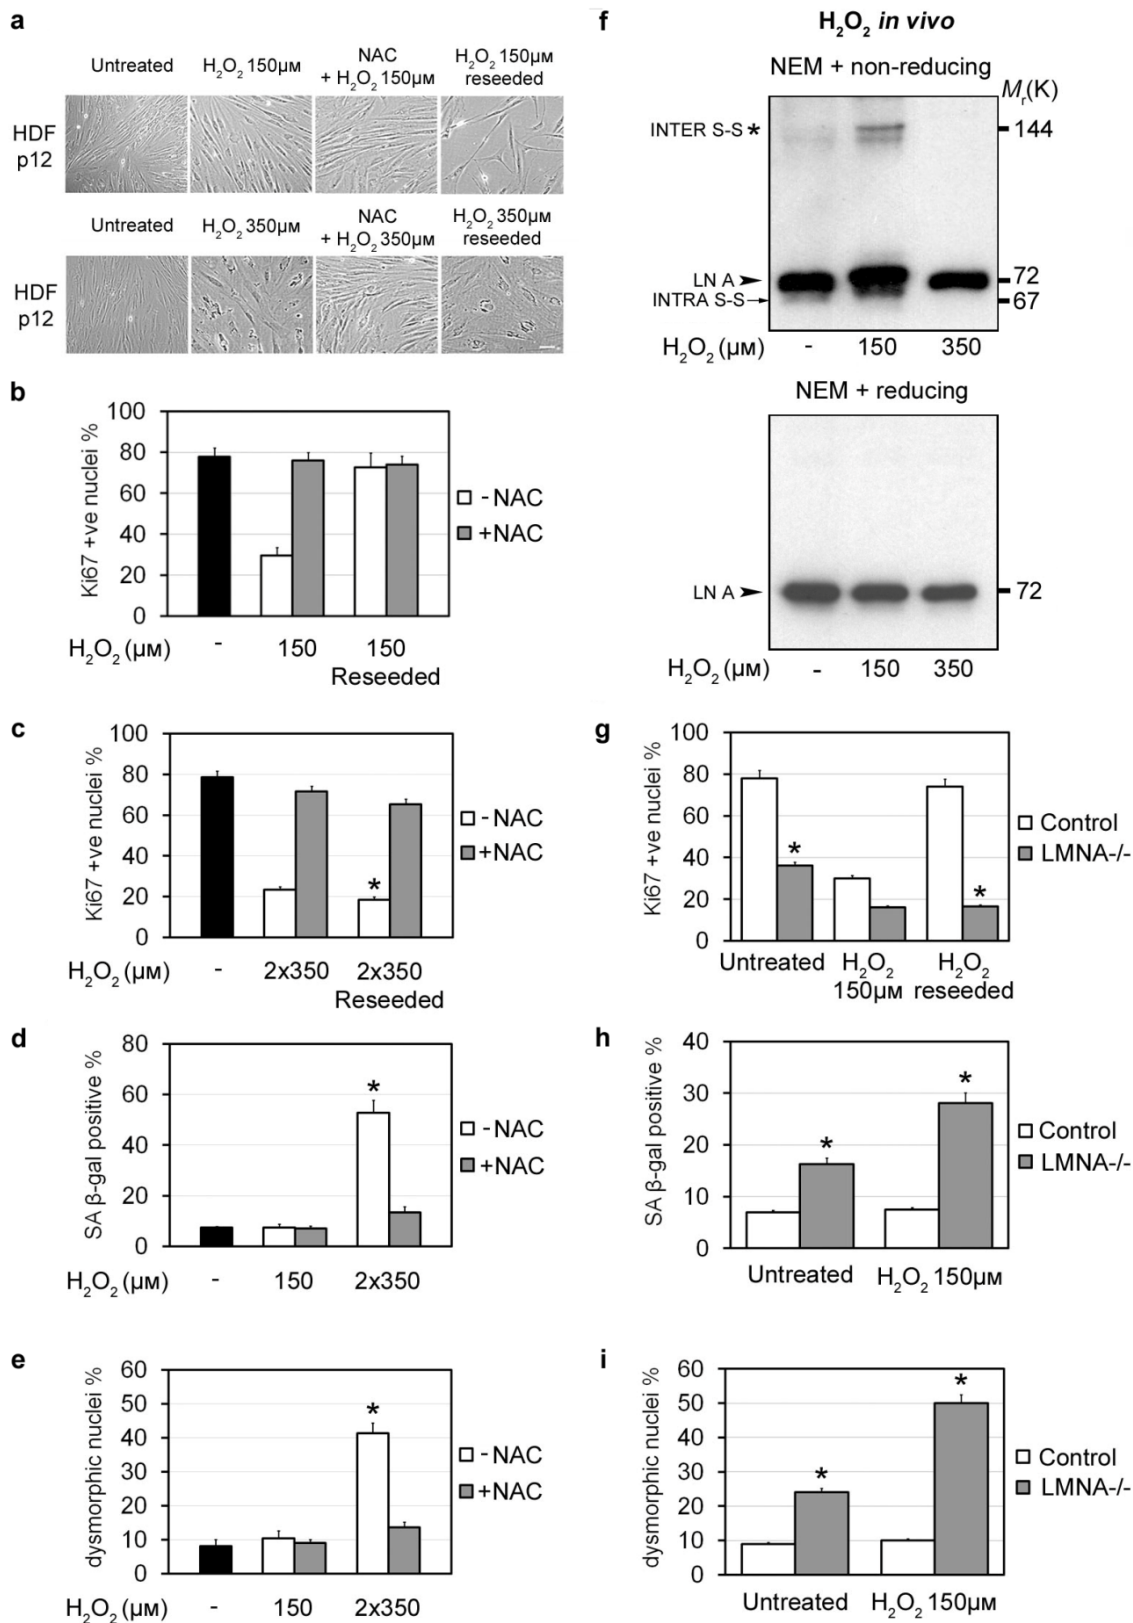 a
Untreated
H₂O₂ 150µM
NAC
+ H₂O₂ 150µM
H₂O₂ 150µM
reseeded
HDF
p12
Untreated
H₂O₂ 350µM
NAC
+ H₂O₂ 350µM
H₂O₂ 350µM
reseeded
HDF
p12
b
Ki67 +ve nuclei %
100
80
60
40
20
0
- NAC
+NAC
H₂O₂ (µM)
-
150
150
Reseeded
c
Ki67 +ve nuclei %
100
80
60
40
20
0
*
- NAC
+NAC
H₂O₂ (µM)
-
2x350
2x350
Reseeded
d
SA β-gal positive %
80
60
40
20
0
*
- NAC
+NAC
H₂O₂ (µM)
-
150
2x350
e
dysmorphic nuclei %
60
50
40
30
20
10
0
*
- NAC
+NAC
H₂O₂ (µM)
-
150
2x350
f
H₂O₂ in vivo
NEM + non-reducing
Mr(K)
INTER S-S *
144
LN A
72
INTRA S-S
67
H₂O₂ (µM)
-
150
350
NEM + reducing
LN A
72
H₂O₂ (µM)
-
150
350
g
Ki67 +ve nuclei %
100
80
60
40
20
0
*
*
Control
LMNA-/-
Untreated
H₂O₂
150µM
H₂O₂
reseeded
h
SA β-gal positive %
40
30
20
10
0
*
*
Control
LMNA-/-
Untreated
H₂O₂ 150µM
i
dysmorphic nuclei %
60
50
40
30
20
10
0
*
*
Control
LMNA-/-
Untreated
H₂O₂ 150µM